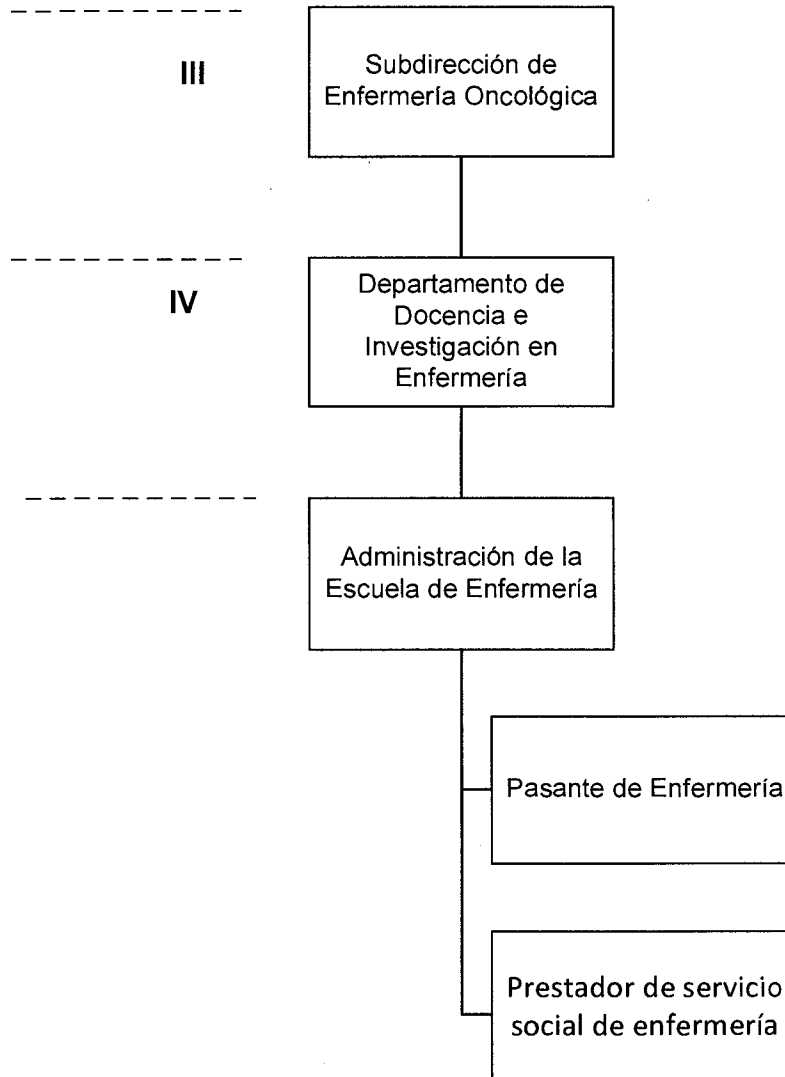 III
Subdirección de
Enfermería Oncológica
IV
Departamento de
Docencia e
Investigación en
Enfermería
Administración de la
Escuela de Enfermería
Pasante de Enfermería
Prestador de servicio
social de enfermería